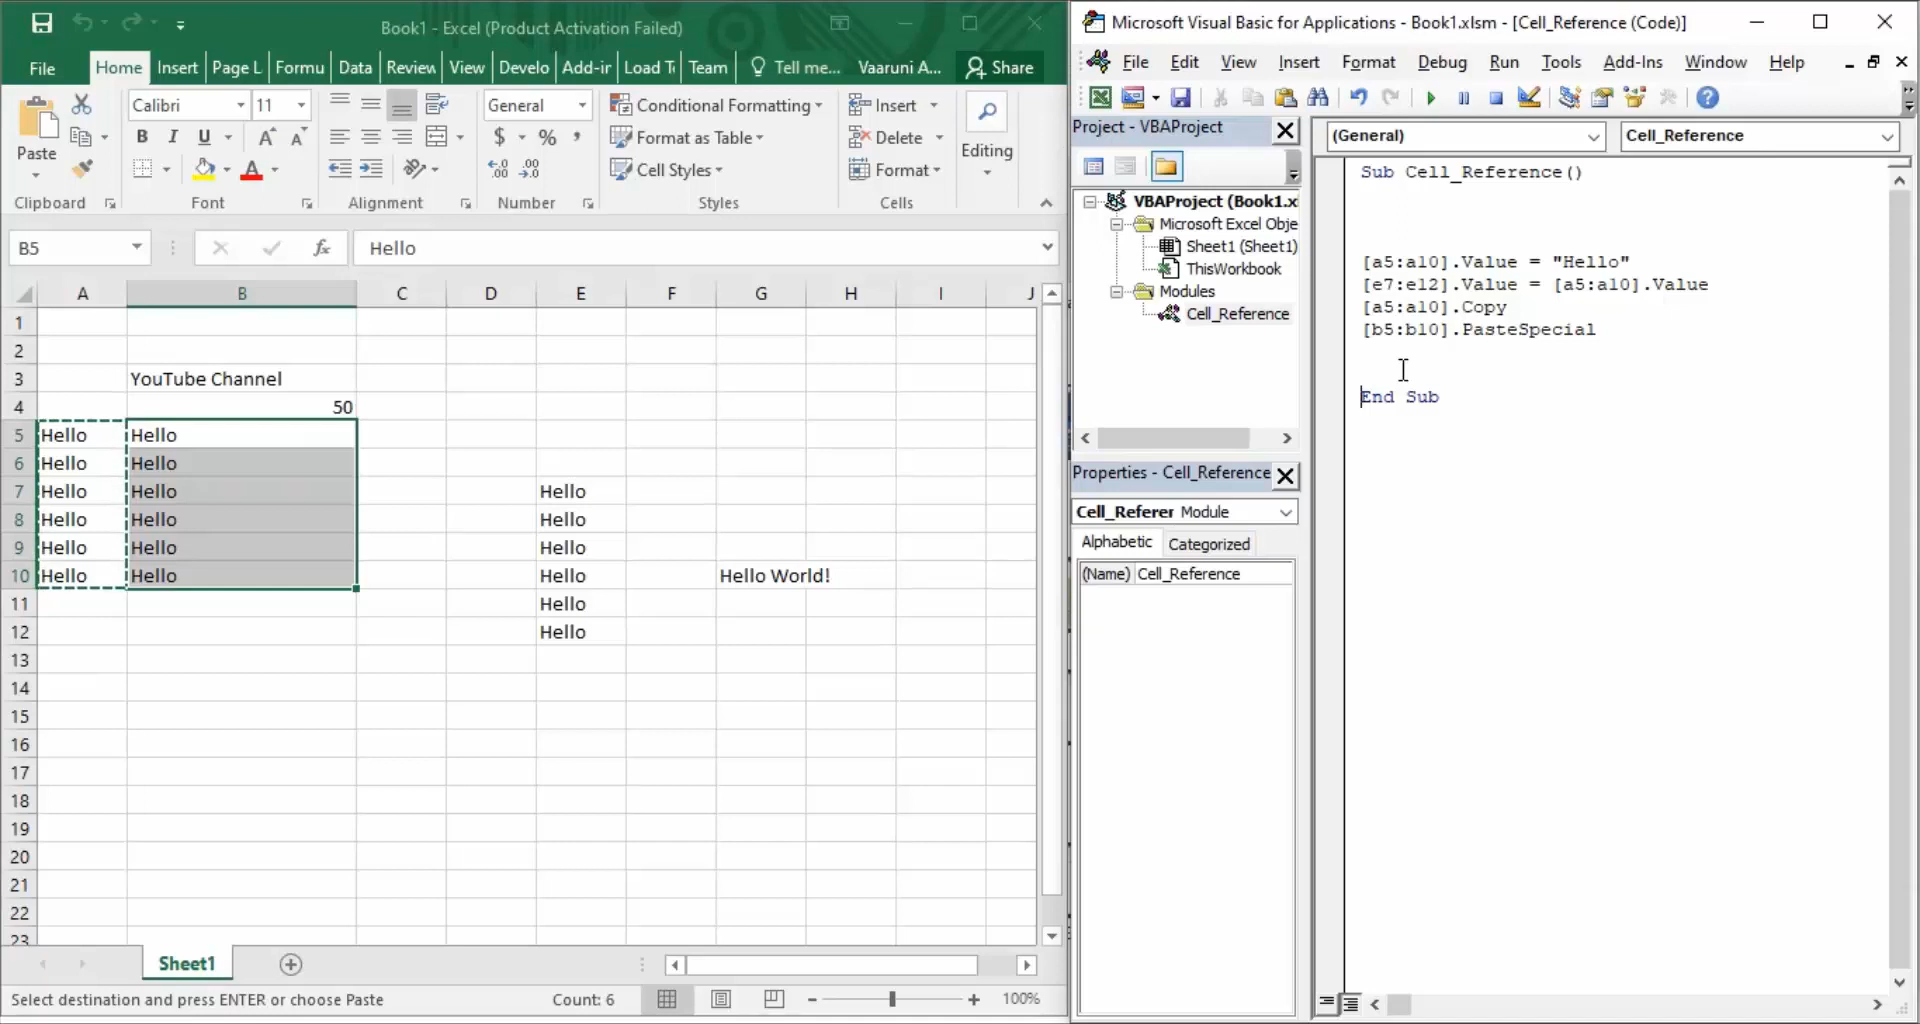 Book1 - Excel (Product Activation Failed)
File Home Insert Page L Formu Data Review View Develo Add-in Load T Team Tell me... Vaaruni A... Share
Paste
Clipboard
Calibri 11
B I U A A A
Font
Alignment
General
$ % ,
Number
Conditional Formatting
Format as Table
Cell Styles
Styles
Insert
Delete
Format
Cells
Editing
B5 fx Hello
A B C D E F G H I J
1
2
3 YouTube Channel
4 50
5 Hello Hello
6 Hello Hello
7 Hello Hello Hello
8 Hello Hello Hello
9 Hello Hello Hello
10 Hello Hello Hello Hello World!
11 Hello
12 Hello
13
14
15
16
17
18
19
20
21
22
23
Sheet1
Select destination and press ENTER or choose Paste Count: 6 100%
Microsoft Visual Basic for Applications - Book1.xlsm - [Cell_Reference (Code)]
File Edit View Insert Format Debug Run Tools Add-Ins Window Help
Project - VBAProject
VBAProject (Book1.x
Microsoft Excel Obje
Sheet1 (Sheet1)
ThisWorkbook
Modules
Cell_Reference
Properties - Cell_Reference
Cell_Referer Module
Alphabetic Categorized
(Name) Cell_Reference
(General) Cell_Reference
Sub Cell_Reference()
[a5:a10].Value = "Hello"
[e7:e12].Value = [a5:a10].Value
[a5:a10].Copy
[b5:b10].PasteSpecial
End Sub